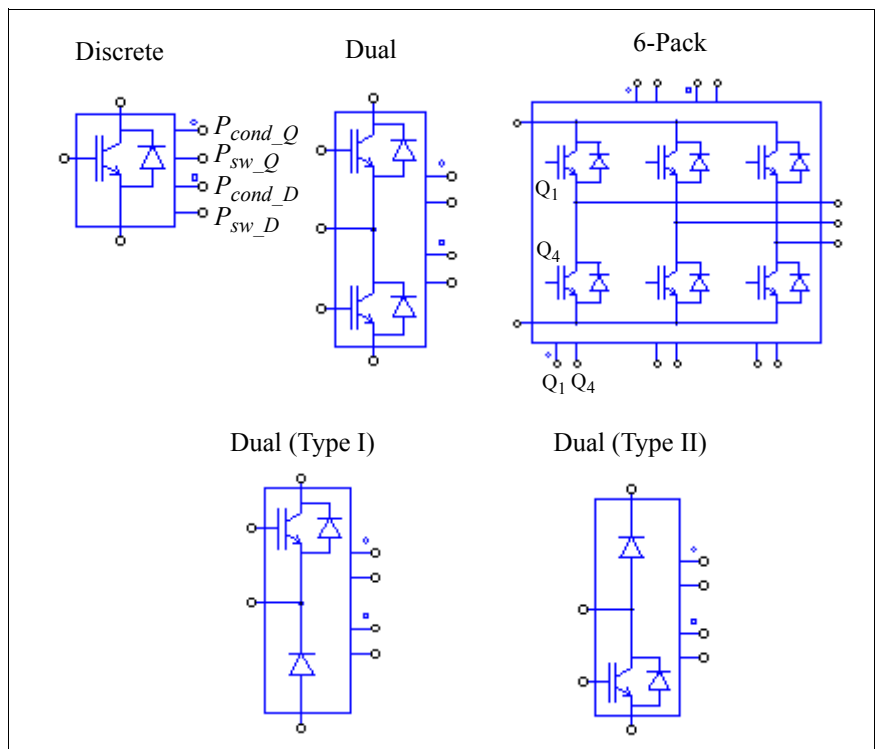 Discrete
Dual
6-Pack
P_cond_Q
P_sw_Q
P_cond_D
P_sw_D
Q1
Q4
Q1 Q4
Dual (Type I)
Dual (Type II)